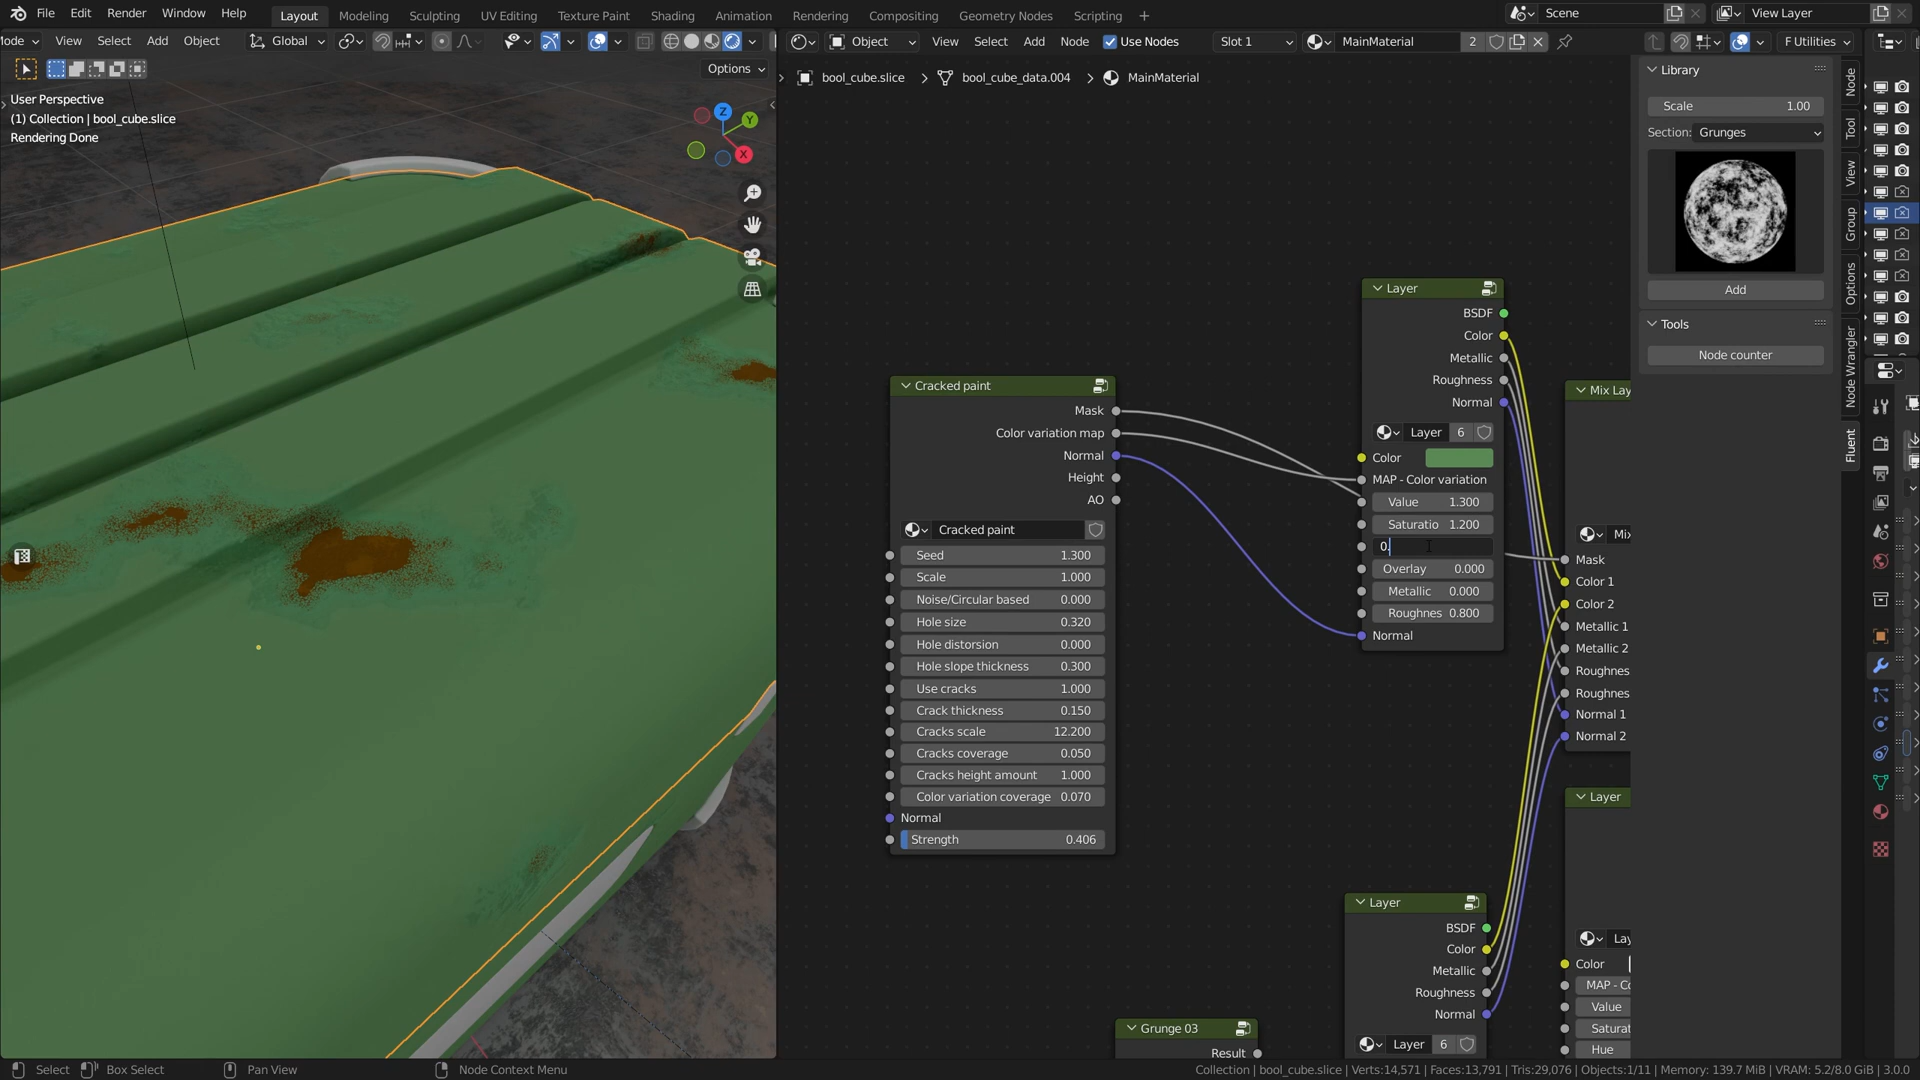 File Edit Render Window Help Layout Modeling Sculpting UV Editing Texture Paint Shading Animation Rendering Compositing Geometry Nodes Scripting + Scene View Layer
lode View Select Add Object Global Object View Select Add Node Use Nodes Slot 1 MainMaterial 2 F Utilities
Options
bool_cube.slice > bool_cube_data.004 > MainMaterial
User Perspective
(1) Collection | bool_cube.slice
Rendering Done
Z
Y
X
Cracked paint
Mask
Color variation map
Normal
Height
AO
Cracked paint
Seed 1.300
Scale 1.000
Noise/Circular based 0.000
Hole size 0.320
Hole distorsion 0.000
Hole slope thickness 0.300
Use cracks 1.000
Crack thickness 0.150
Cracks scale 12.200
Cracks coverage 0.050
Cracks height amount 1.000
Color variation coverage 0.070
Normal
Strength 0.406
Layer
BSDF
Color
Metallic
Roughness
Normal
Layer 6
Color
MAP - Color variation
Value 1.300
Saturatio 1.200
0.
Overlay 0.000
Metallic 0.000
Roughnes 0.800
Normal
Mix Lay
Mix
Mask
Color 1
Color 2
Metallic 1
Metallic 2
Roughnes
Roughnes
Normal 1
Normal 2
Layer
BSDF
Color
Metallic
Roughness
Normal
Layer 6
Grunge 03
Result
Layer
Lay
Color
MAP - Co
Value
Saturat
Hue
Library
Scale 1.00
Section: Grunges
Add
Tools
Node counter
Node
Tool
View
Group
Options
Node Wrangler
Fluent
Select Box Select Pan View Node Context Menu Collection | bool_cube.slice | Verts:14,571 | Faces:13,791 | Tris:29,076 | Objects:1/11 | Memory: 139.7 MiB | VRAM: 5.2/8.0 GiB | 3.0.0